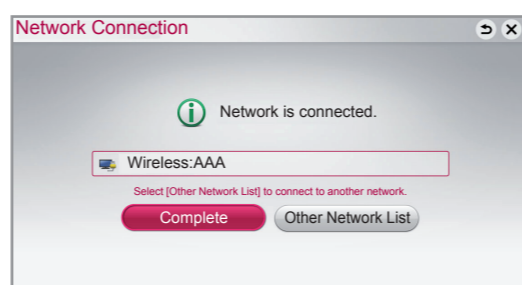 Network Connection
Network is connected.
Wireless:AAA
Select [Other Network List] to connect to another network.
Complete
Other Network List